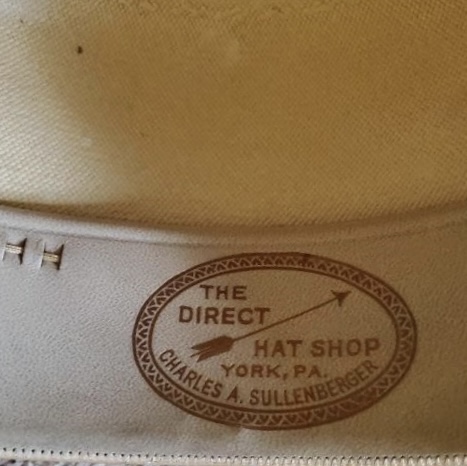 THE
DIRECT
HAT SHOP
YORK, PA.
CHARLES A. SULLENBERGER